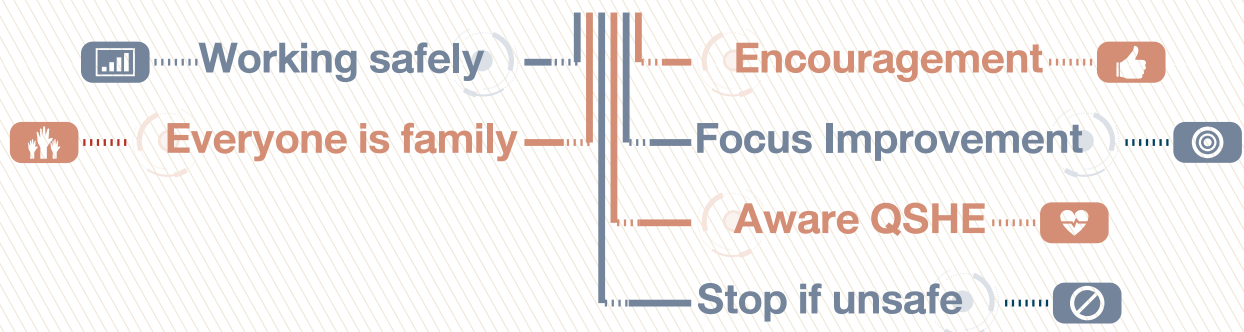 Working safely
Encouragement
Everyone is family
Focus Improvement
Aware QSHE
Stop if unsafe